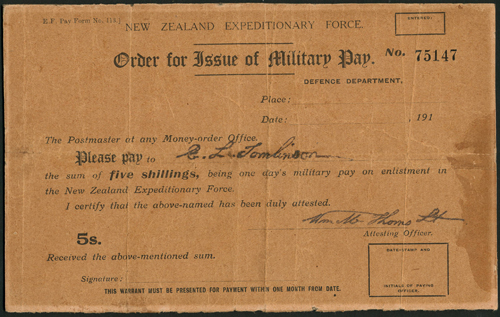 E.F. Pay Form No.
NEW ZEALAND EXPEDITIONARY FORCE.
ENTERED:
Order for Issue of Military Pay.
No. 75147
DEFENCE DEPARTMENT.
Place:
Date: , 191
The Postmaster at any Money-order Office.
Please pay to E. L. Tomlinson
the sum of five shillings, being one day's military pay on enlistment in
the New Zealand Expeditionary Force.
I certify that the above-named has been duly attested.
Wm M Thoms Lt
Attesting Officer.
5s.
Received the above-mentioned sum.
DATE-STAMP AND
INITIALS OF PAYING
OFFICER.
Signature:
THIS WARRANT MUST BE PRESENTED FOR PAYMENT WITHIN ONE MONTH FROM DATE.